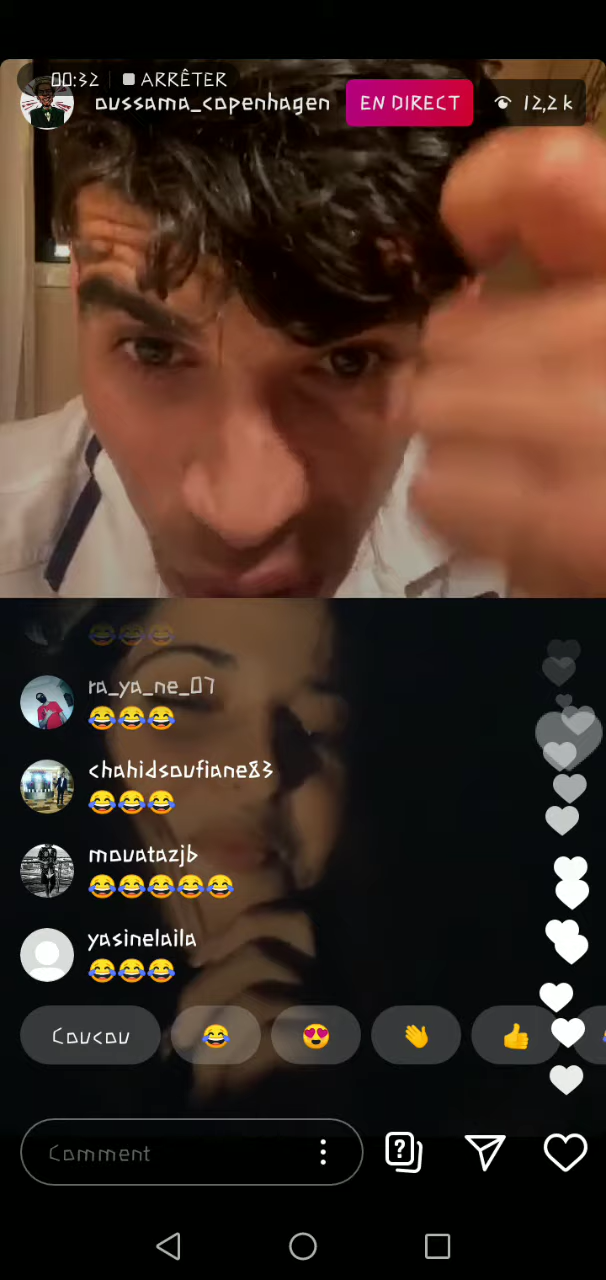 00:32 ARRÊTER
oussama_copenhagen EN DIRECT 12,2 k
😂😂😂
ra_ya_ne_07
😂😂😂
chahidsoufiane83
😂😂😂
mouatazjb
😂😂😂😂😂
yasinelaila
😂😂😂
Coucou 😂 😍 👋 👍
Comment